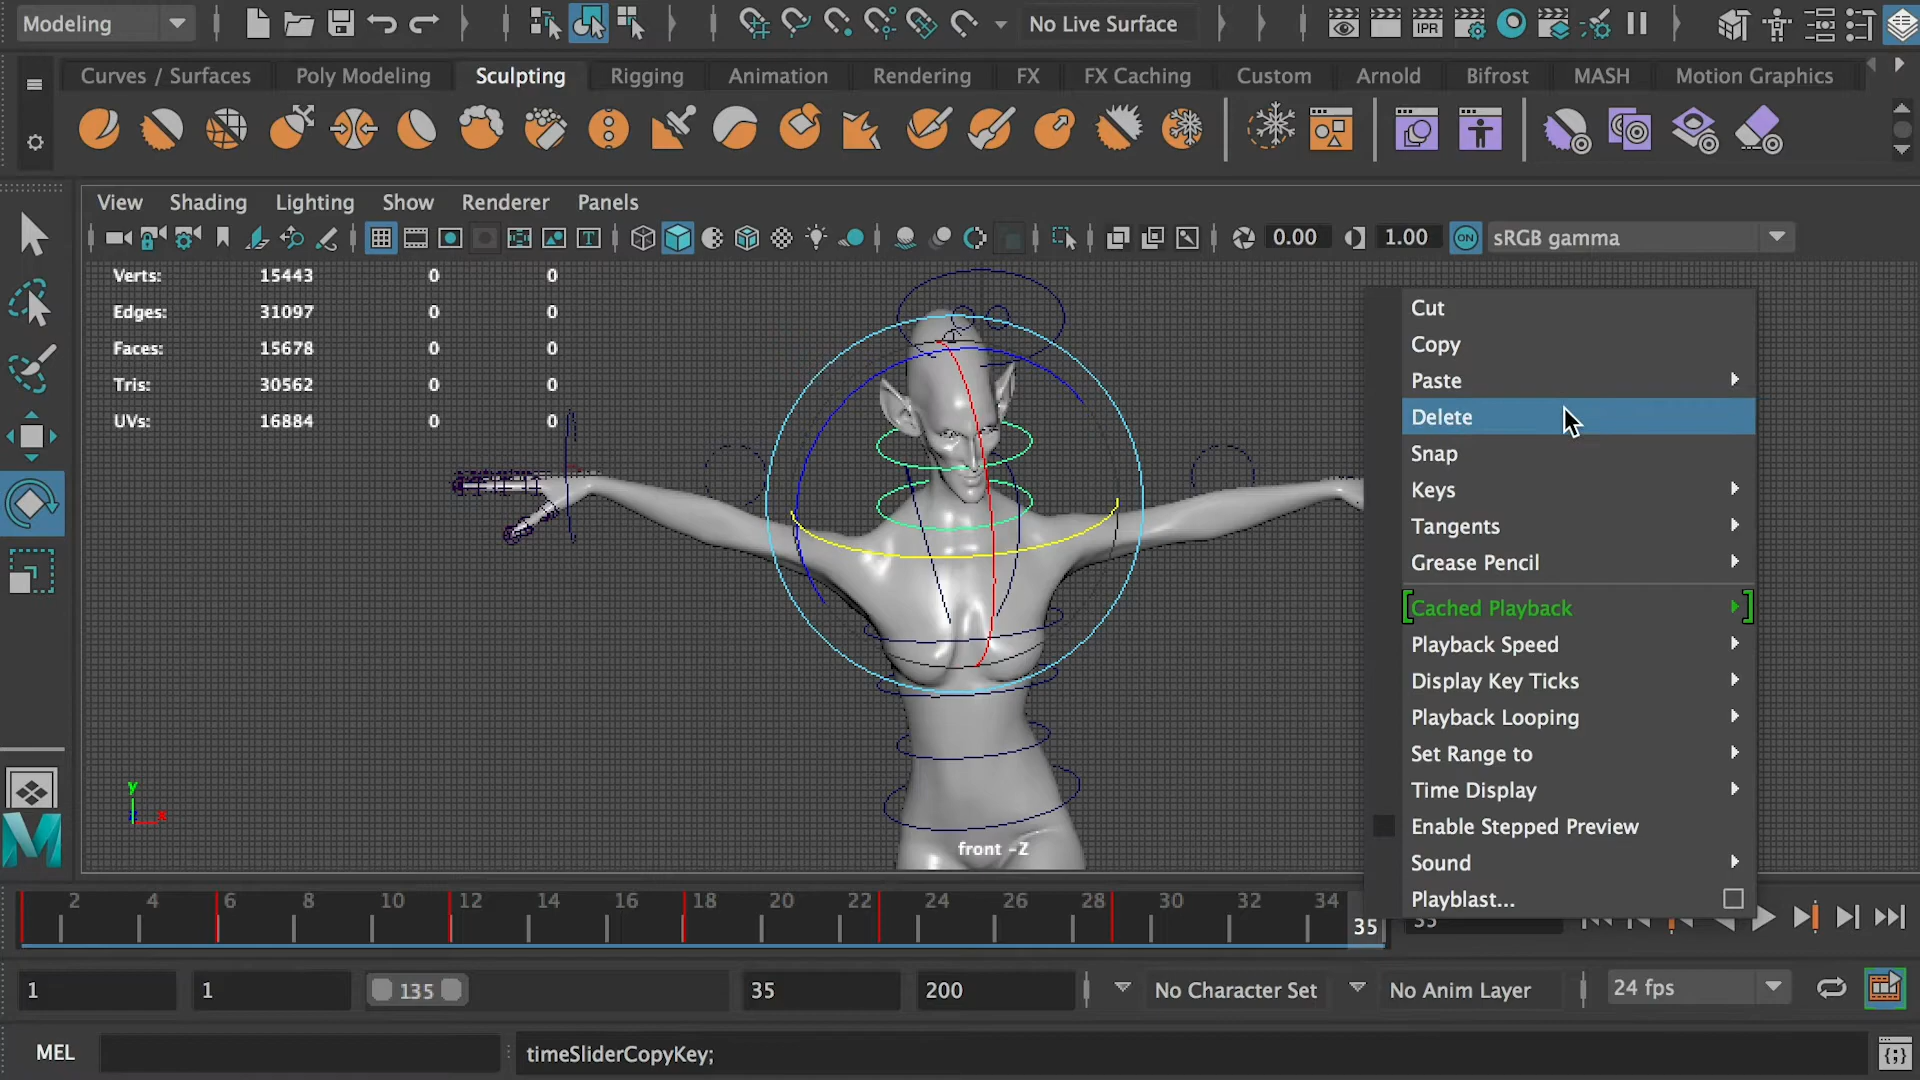 Modeling
No Live Surface
IPR
Curves / Surfaces Poly Modeling Sculpting Rigging Animation Rendering FX FX Caching Custom Arnold Bifrost MASH Motion Graphics
View Shading Lighting Show Renderer Panels
0.00 1.00 ON sRGB gamma
Verts: 15443 0 0
Edges: 31097 0 0
Faces: 15678 0 0
Tris: 30562 0 0
UVs: 16884 0 0
Cut
Copy
Paste
Delete
Snap
Keys
Tangents
Grease Pencil
Cached Playback
Playback Speed
Display Key Ticks
Playback Looping
Set Range to
Time Display
Enable Stepped Preview
Sound
Playblast...
y
x
front -Z
2 4 6 8 10 12 14 16 18 20 22 24 26 28 30 32 34
35 35
1 1 135 35 200 No Character Set No Anim Layer 24 fps
MEL timeSliderCopyKey;